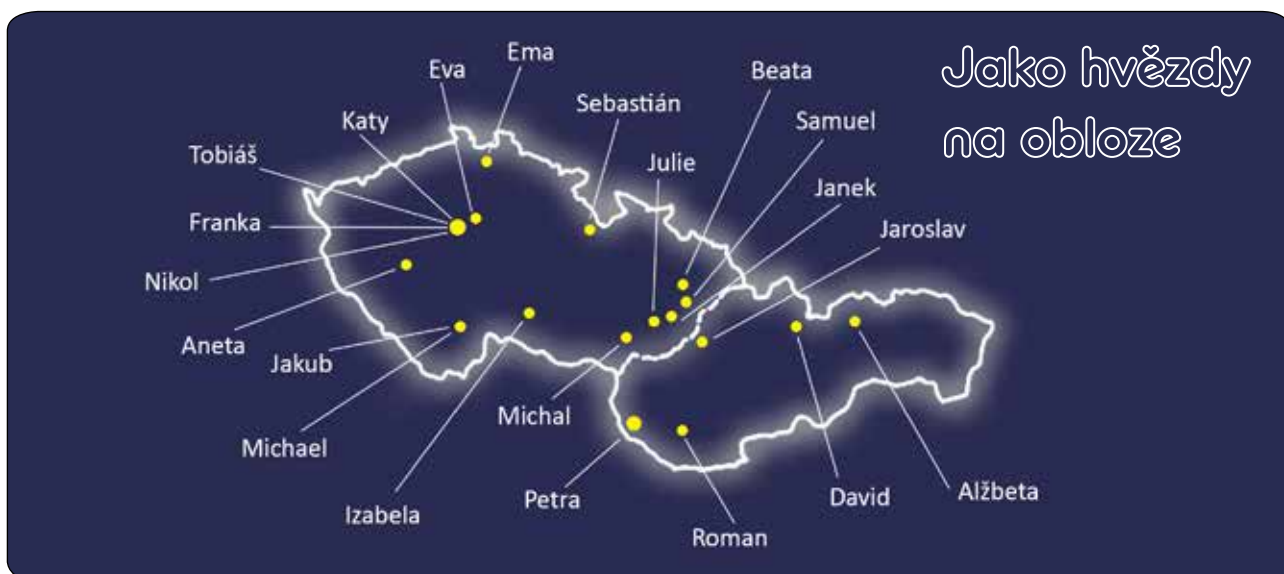 Jako hvězdy
na obloze
Ema
Eva
Beata
Sebastián
Katy
Samuel
Tobiáš
Julie
Janek
Franka
Jaroslav
Nikol
Aneta
Jakub
Michal
Michael
Izabela
Petra
David
Alžbeta
Roman